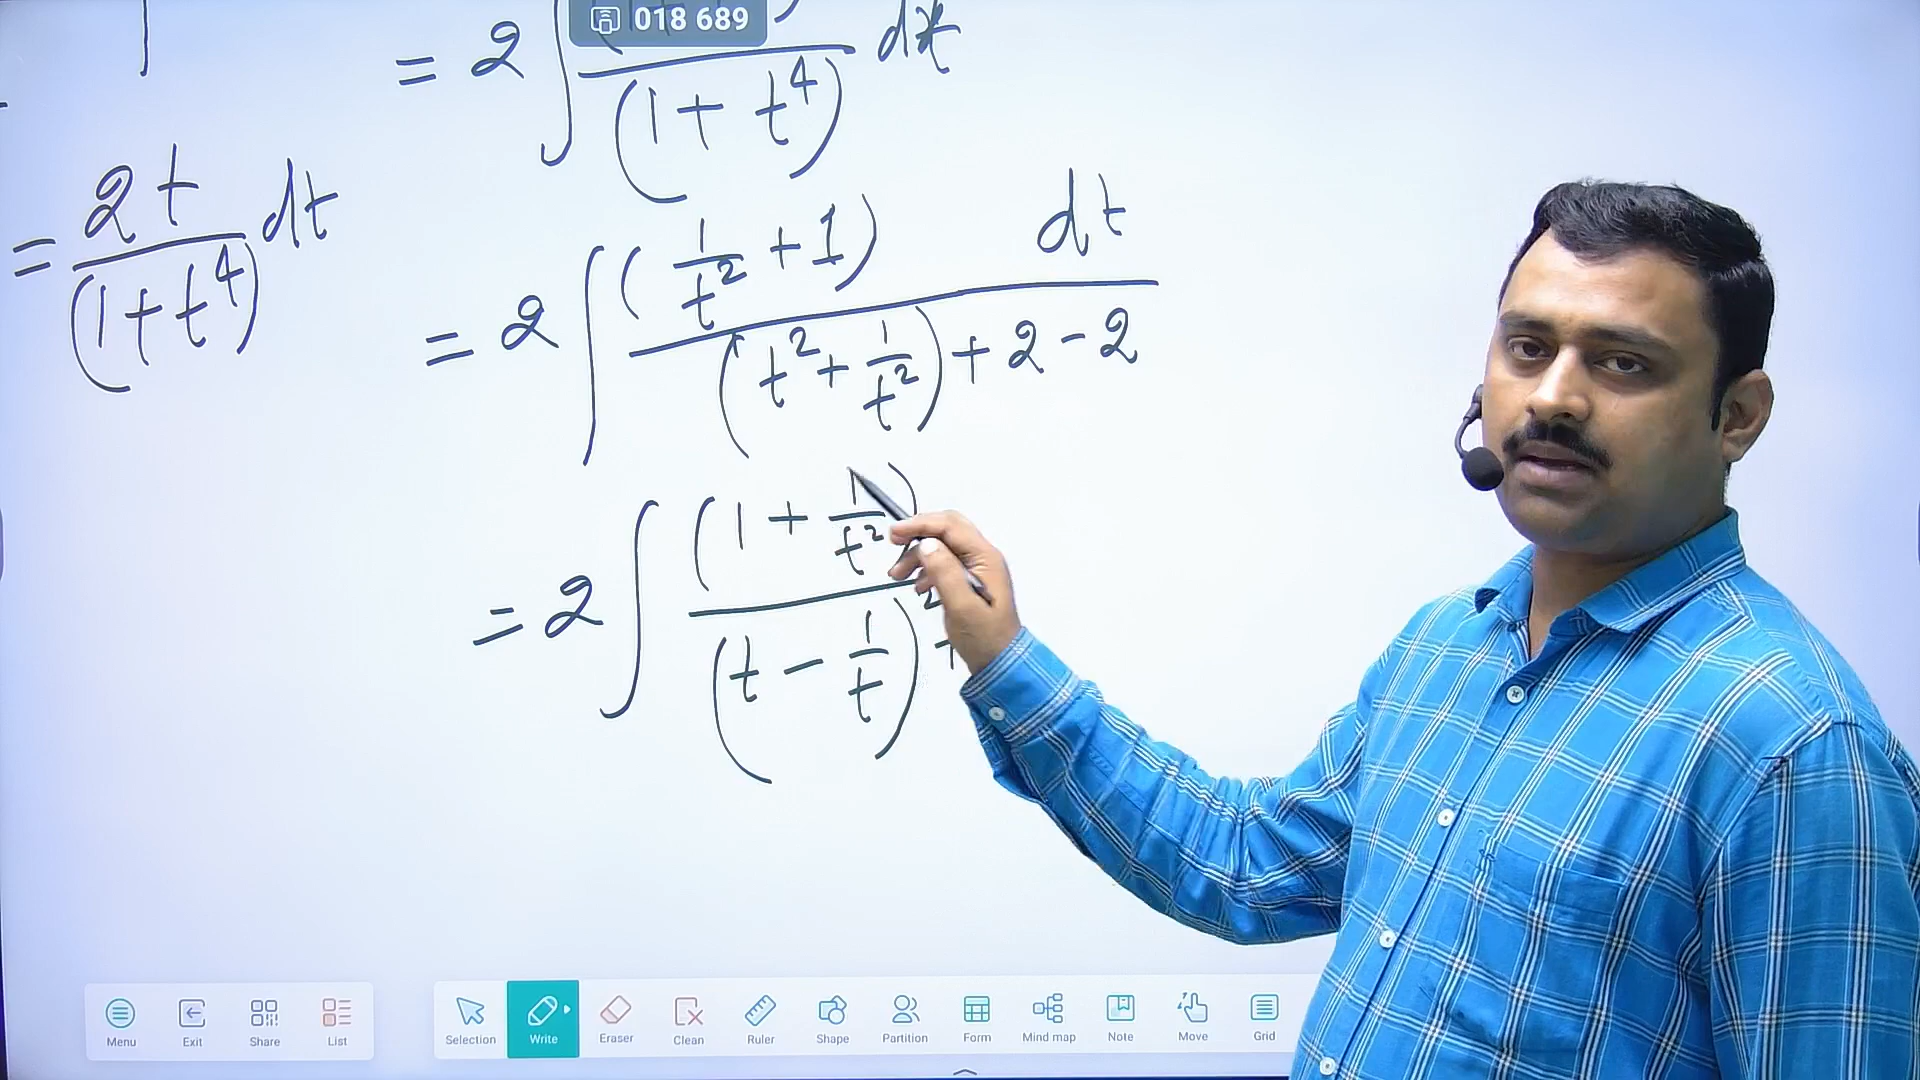 018 689
= 2 ∫ / (1 + t⁴) dt
= 2t / (1 + t⁴) dt
= 2 ∫ (1/t² + 1) dt / (t² + 1/t²) + 2 - 2
= 2 ∫ (1 + 1/t²) / (t - 1/t)² +
Menu Exit Share List Selection Write Eraser Clean Ruler Shape Partition Form Mind map Note Move Grid